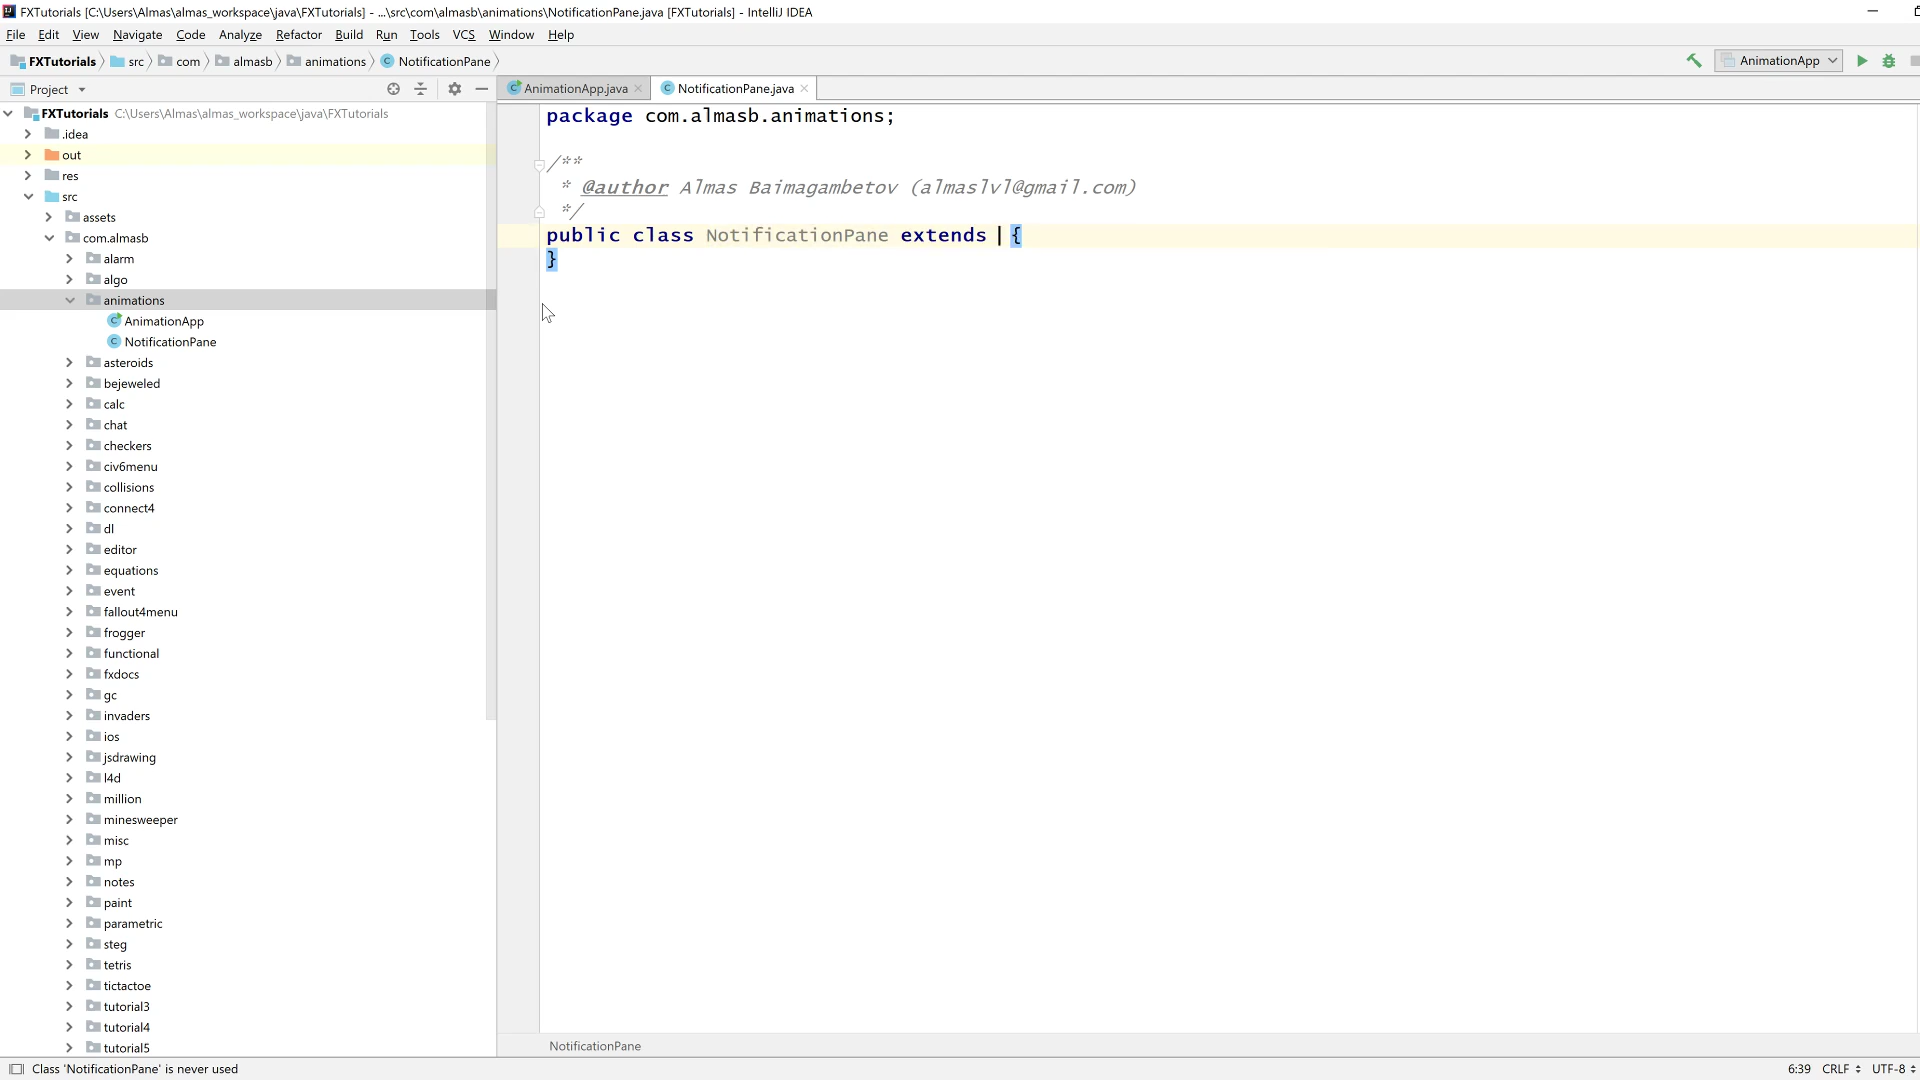 FXTutorials [C:\Users\Almas\almas_workspace\java\FXTutorials] - ...\src\com\almasb\animations\NotificationPane.java [FXTutorials] - IntelliJ IDEA
File Edit View Navigate Code Analyze Refactor Build Run Tools VCS Window Help
FXTutorials src com almasb animations NotificationPane AnimationApp
Project
AnimationApp.java NotificationPane.java
FXTutorials C:\Users\Almas\almas_workspace\java\FXTutorials
.idea
out
res
src
assets
com.almasb
alarm
algo
animations
AnimationApp
NotificationPane
asteroids
bejeweled
calc
chat
checkers
civ6menu
collisions
connect4
dl
editor
equations
event
fallout4menu
frogger
functional
fxdocs
gc
invaders
ios
jsdrawing
l4d
million
minesweeper
misc
mp
notes
paint
parametric
steg
tetris
tictactoe
tutorial3
tutorial4
tutorial5
package com.almasb.animations;
/**
* @author Almas Baimagambetov (almaslvl@gmail.com)
*/
public class NotificationPane extends {
}
NotificationPane
Class 'NotificationPane' is never used
6:39 CRLF UTF-8